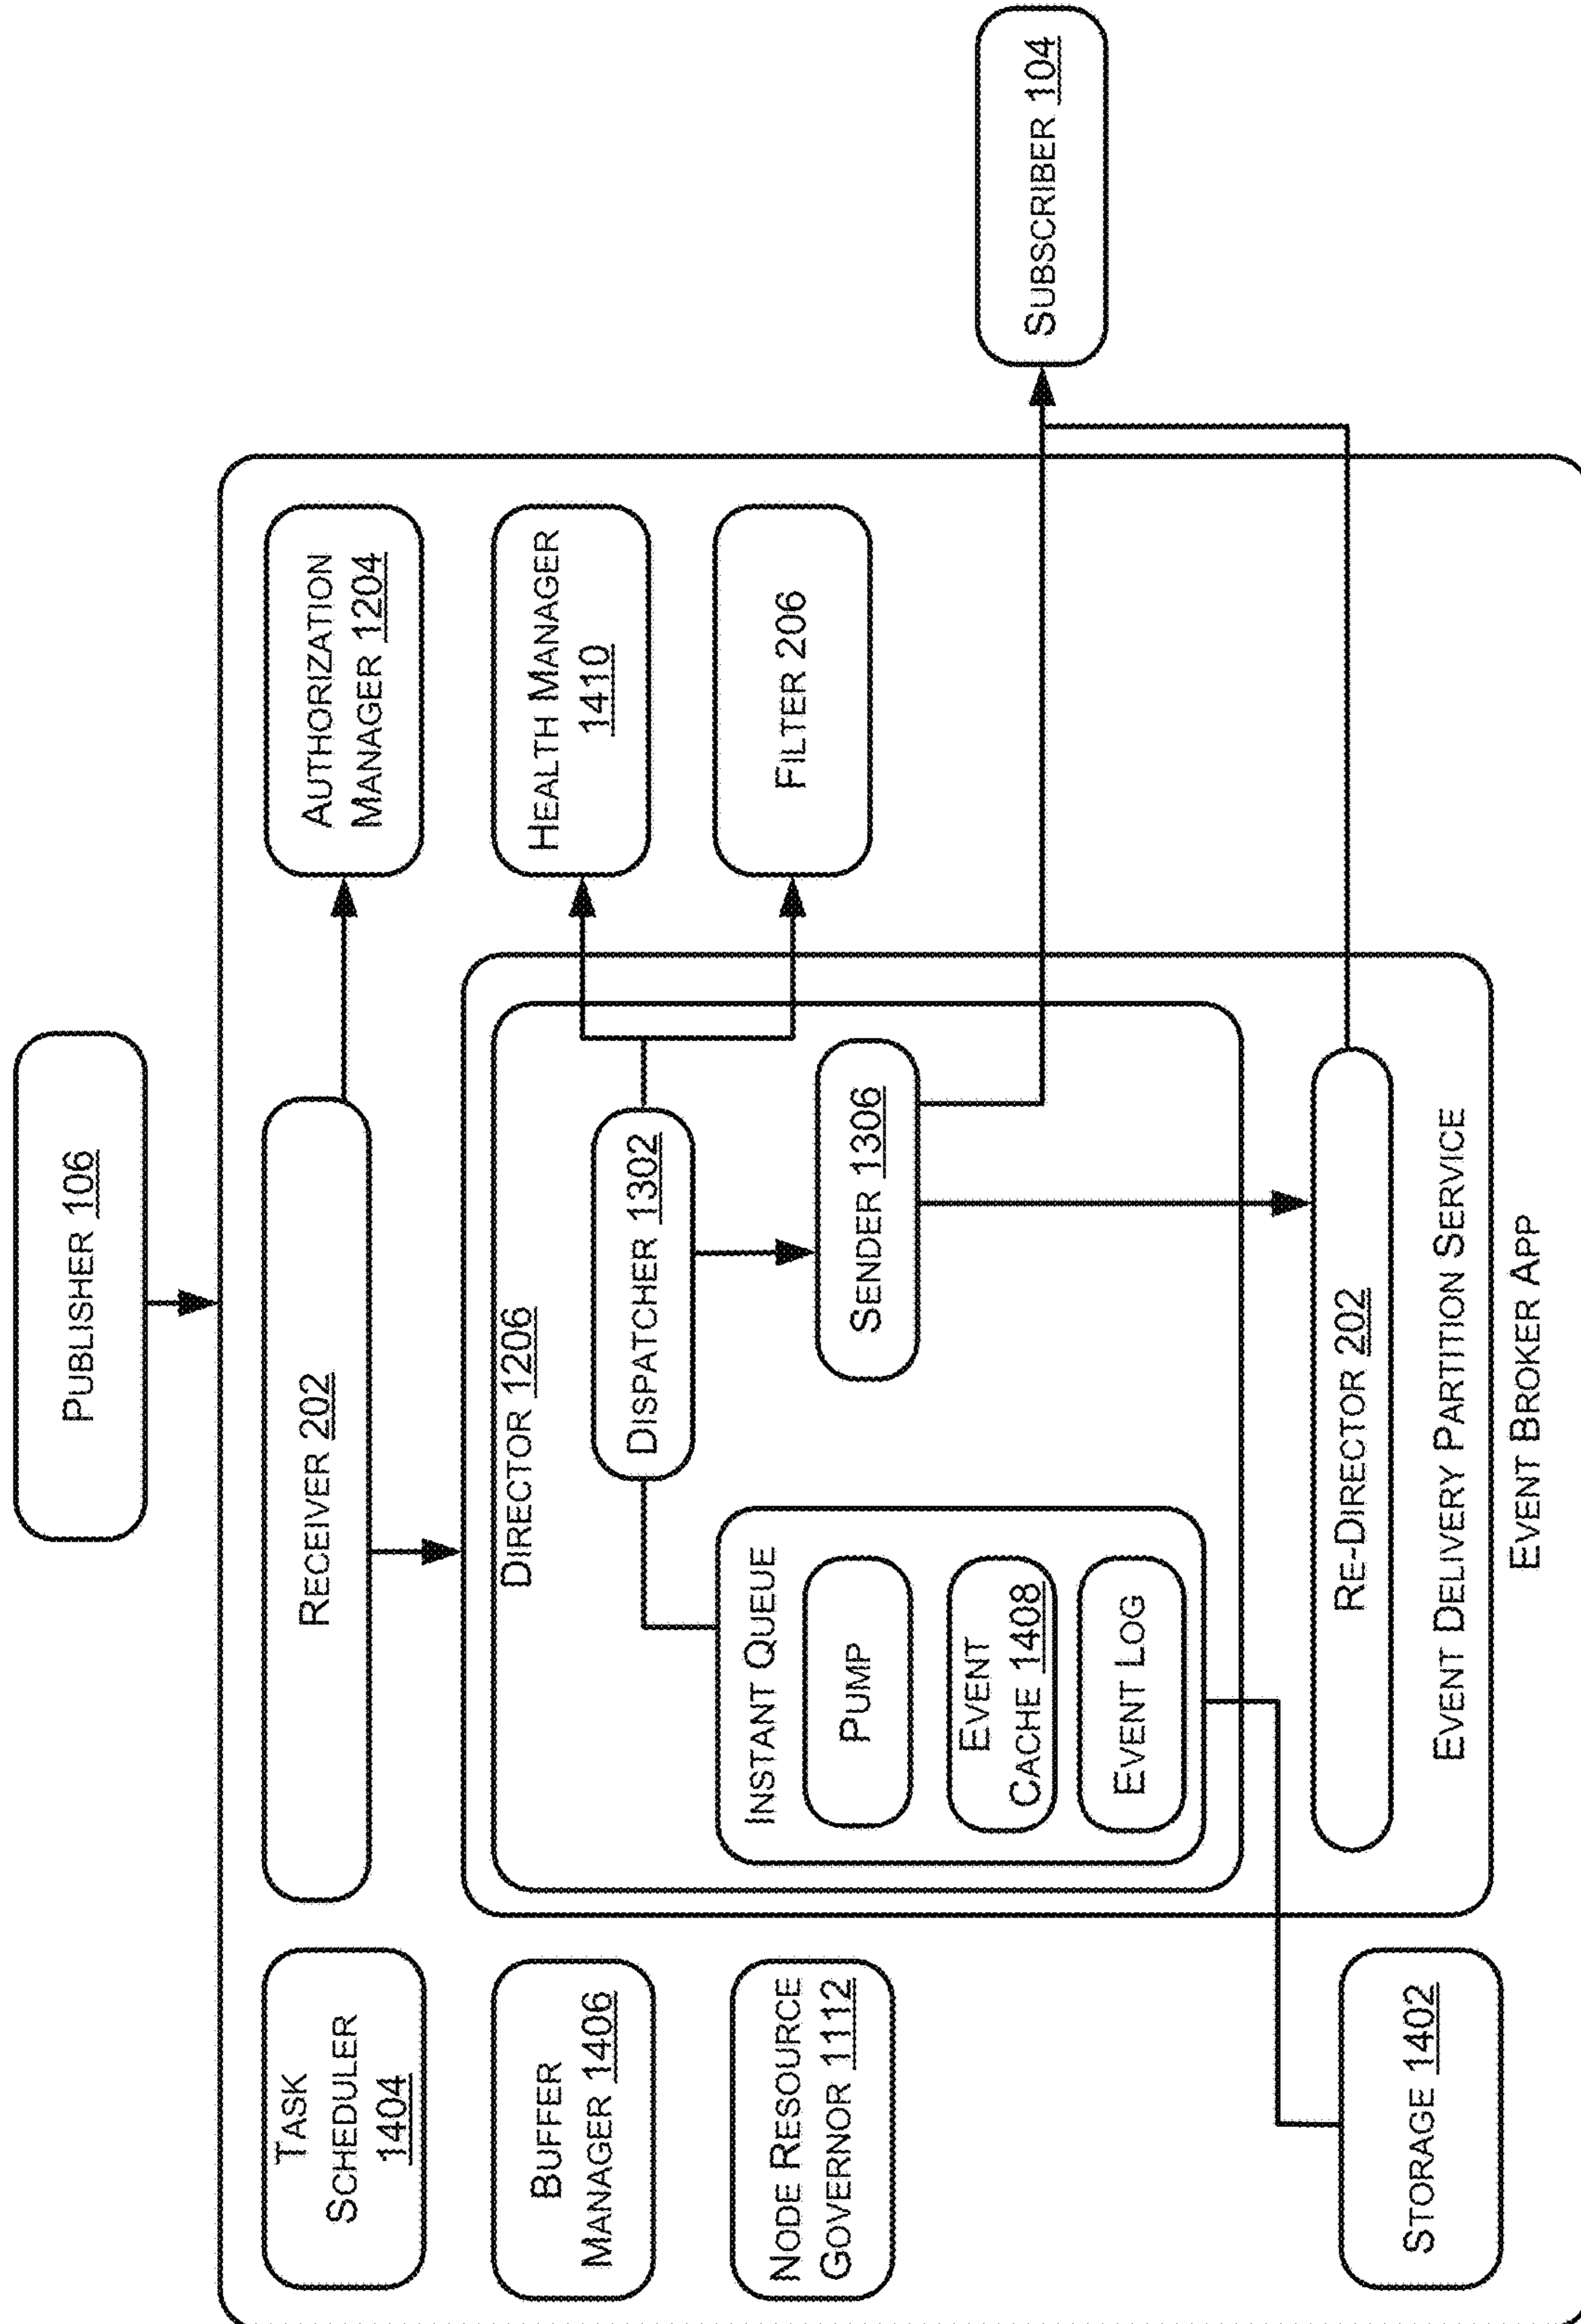 PUBLISHER 106
TASK
SCHEDULER
1404
RECEIVER 202
AUTHORIZATION
MANAGER 1204
BUFFER
MANAGER 1406
DIRECTOR 1206
HEALTH MANAGER
1410
DISPATCHER 1302
NODE RESOURCE
GOVERNOR 1112
INSTANT QUEUE
FILTER 206
PUMP
SENDER 1306
EVENT
CACHE 1408
SUBSCRIBER 104
EVENT LOG
STORAGE 1402
RE-DIRECTOR 202
EVENT DELIVERY PARTITION SERVICE
EVENT BROKER APP